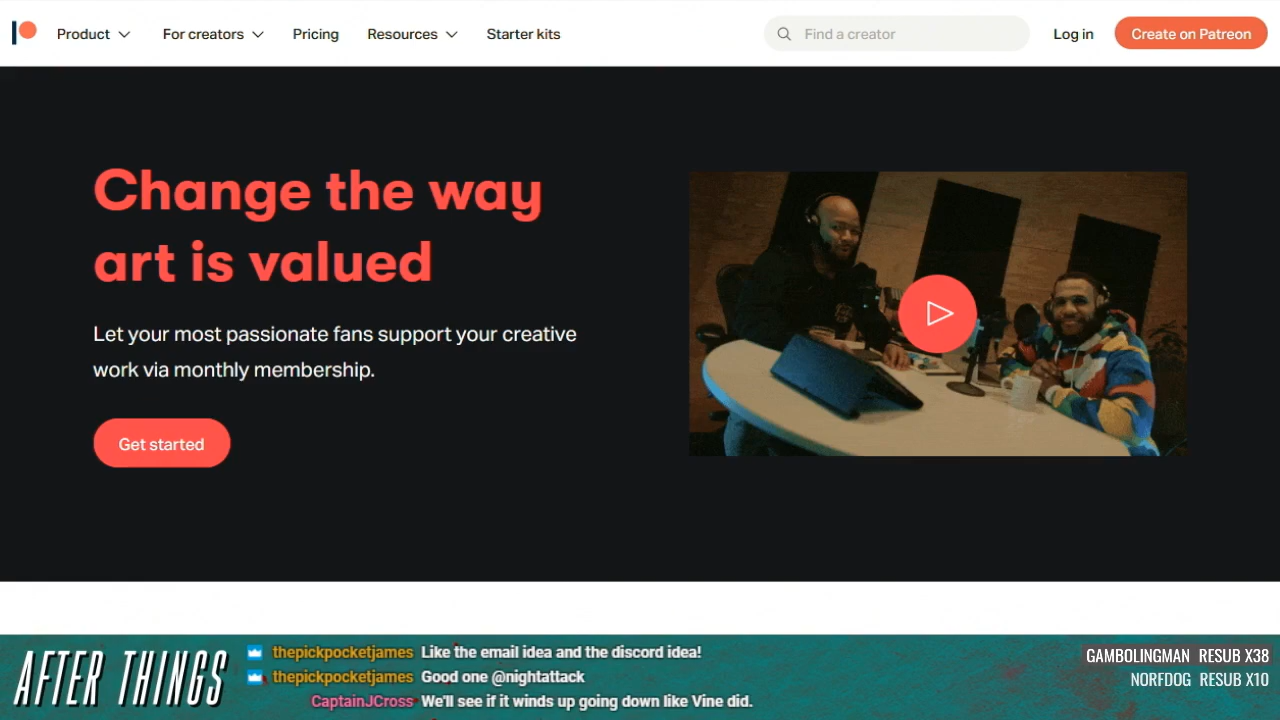 Product
For creators
Pricing
Resources
Starter kits
Find a creator
Log in
Create on Patreon
Change the way
art is valued
Let your most passionate fans support your creative
work via monthly membership.
Get started
AFTER THINGS
thepickpocketjames Like the email idea and the discord idea!
thepickpocketjames Good one @nightattack
CaptainJCross We'll see if it winds up going down like Vine did.
GAMBOLINGMAN RESUB X38
NORFDOG RESUB X10